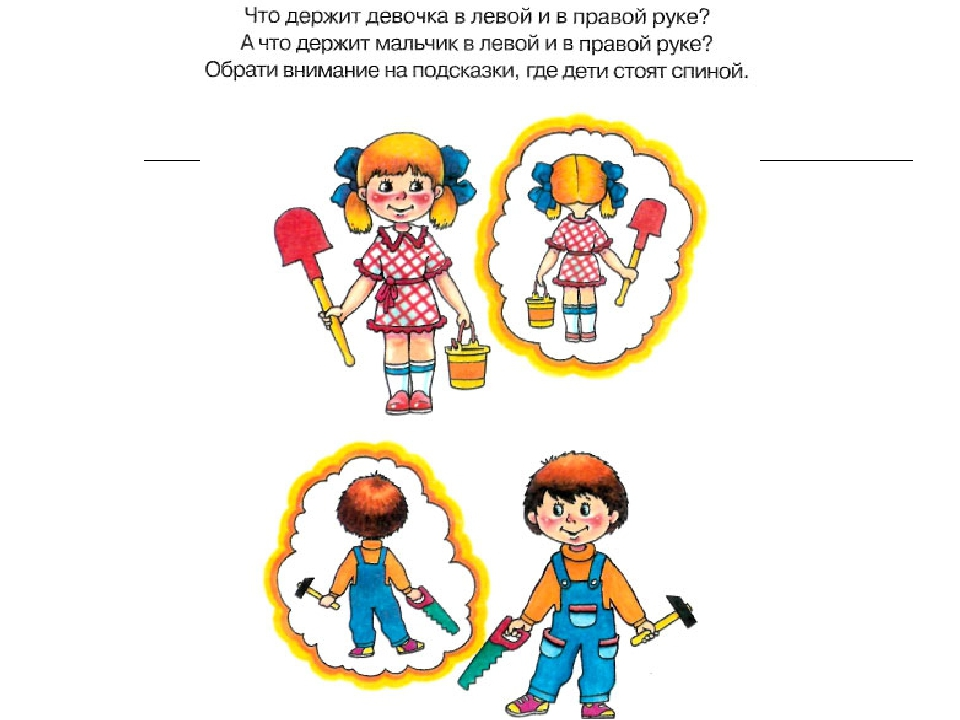 Что держит девочка в левой и в правой руке?
А что держит мальчик в левой и в правой руке?
Обрати внимание на подсказки, где дети стоят спиной.